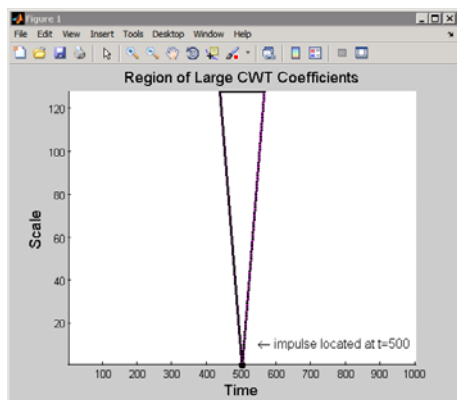 Figure 1
File Edit View Insert Tools Desktop Window Help
Region of Large CWT Coefficients
120
100
80
60
40
20
Scale
← impulse located at t=500
100 200 300 400 500 600 700 800 900 1000
Time